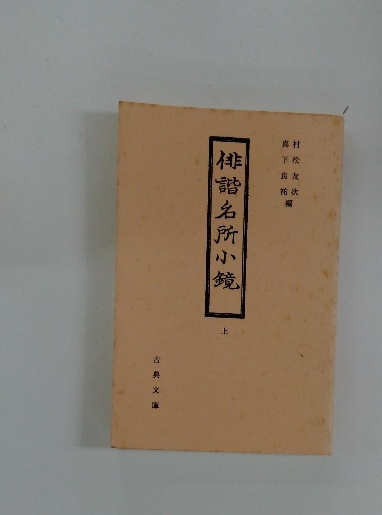 村松友次
真下良祐
編
俳諧名所小鏡
上
古典文庫